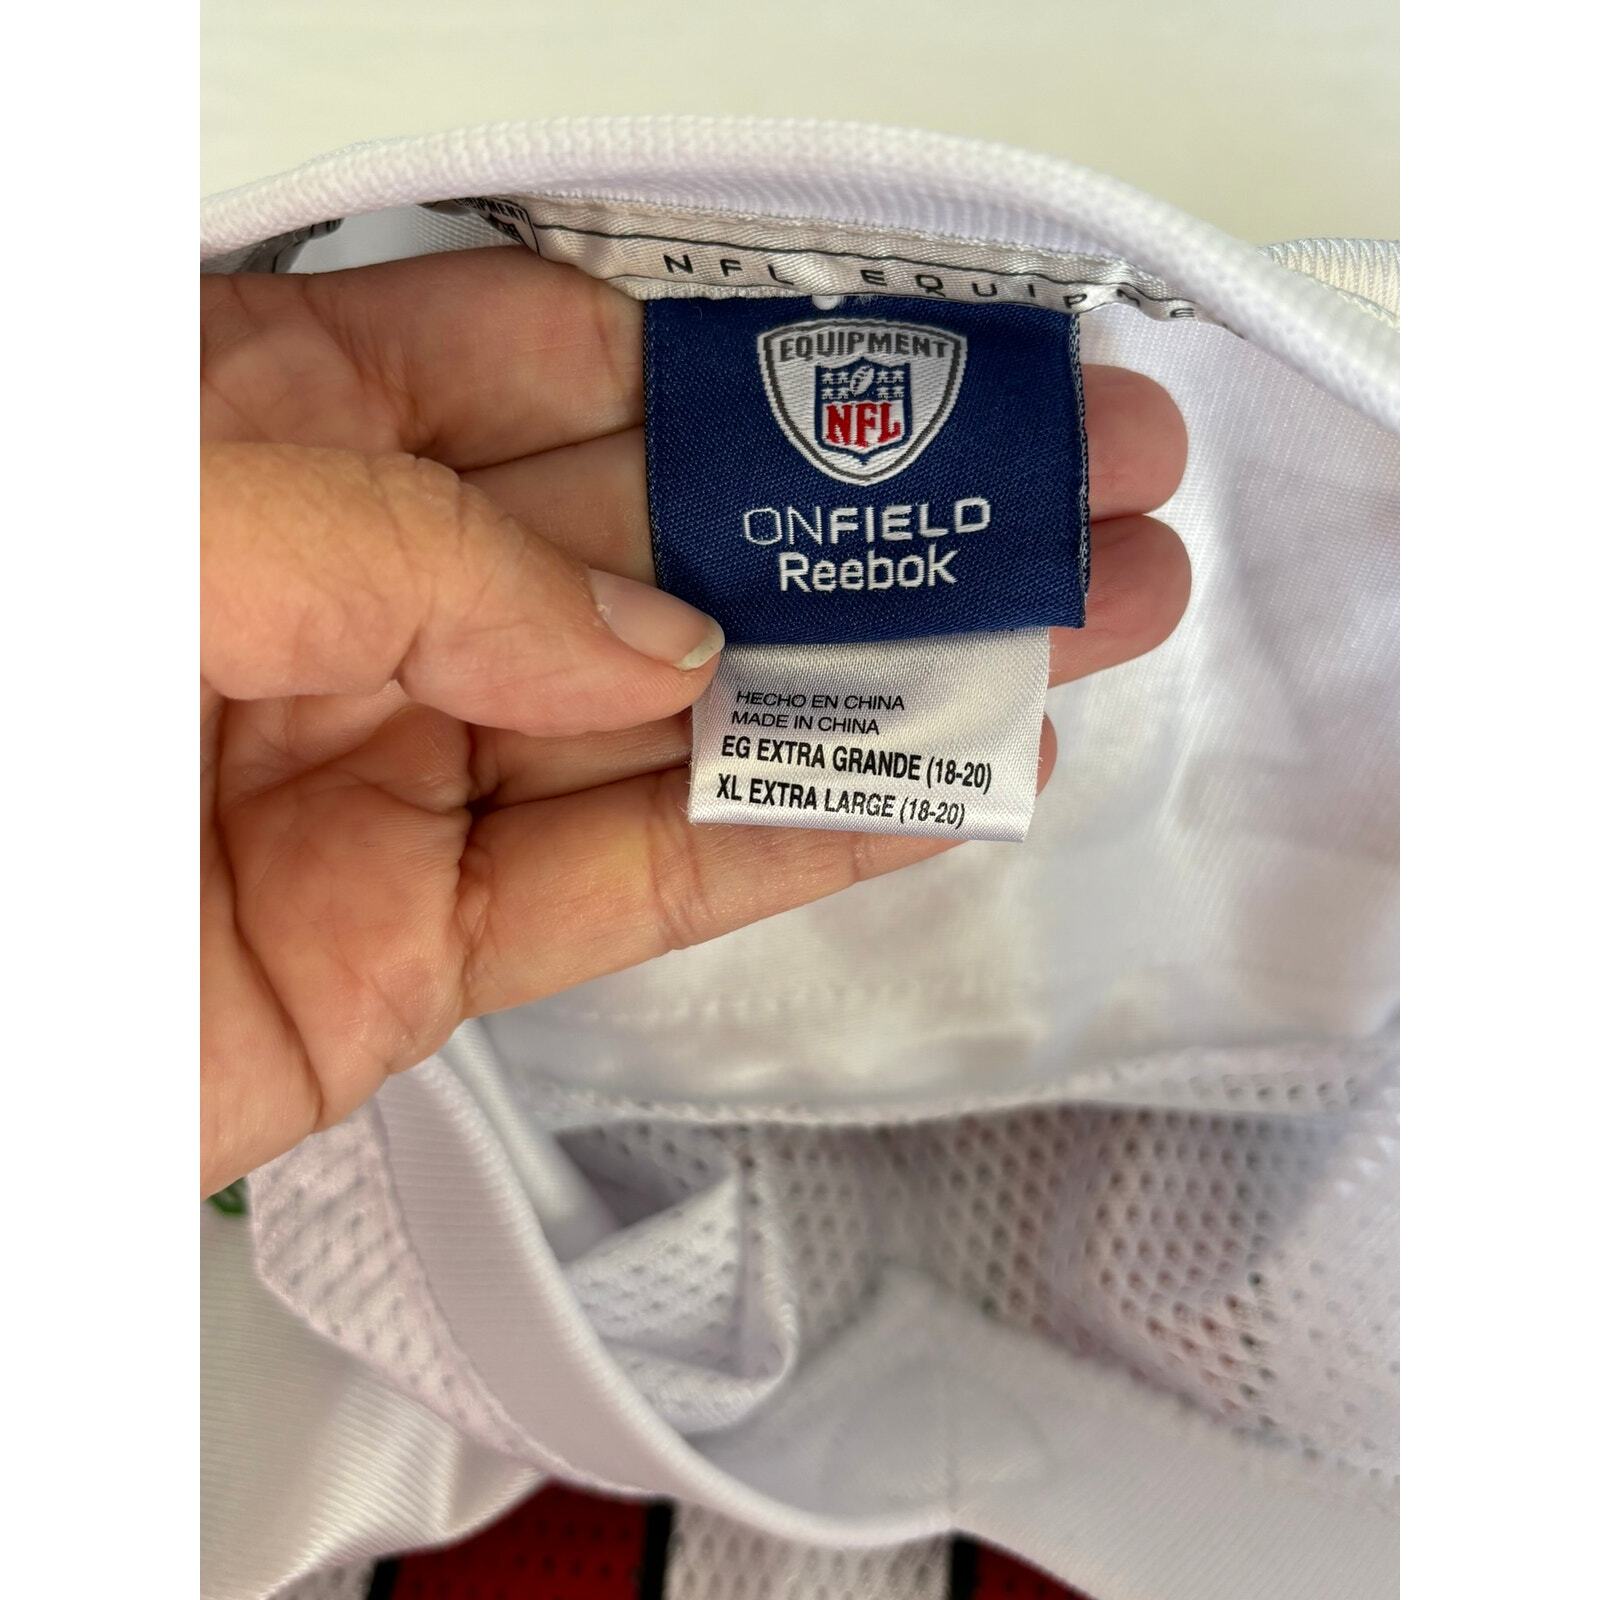 NFL EQUIPME
EQUIPMENT
NFL
ONFIELD
Reebok
HECHO EN CHINA
MADE IN CHINA
EG EXTRA GRANDE (18-20)
XL EXTRA LARGE (18-20)